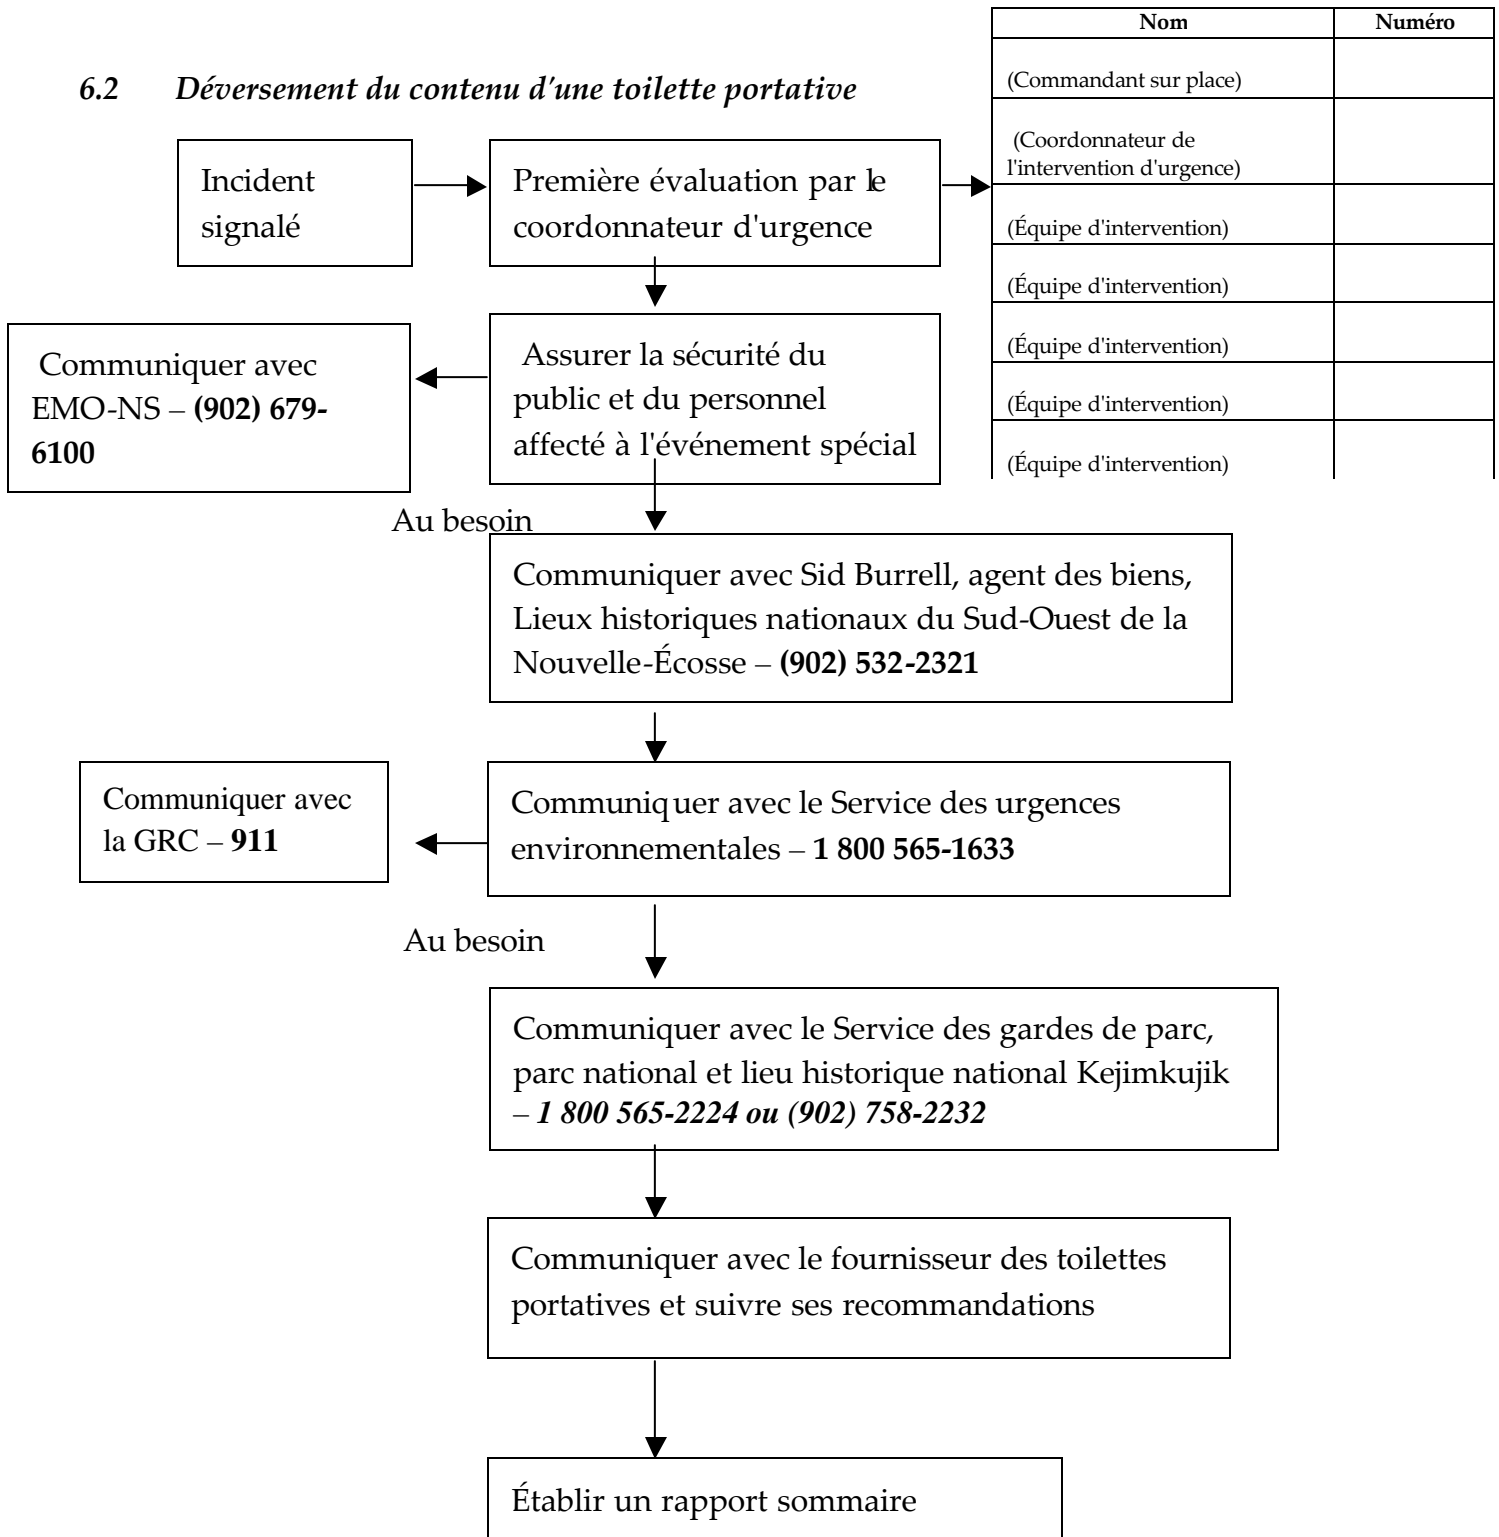 6.2 Déversement du contenu d'une toilette portative
Nom Numéro
(Commandant sur place)
(Coordonnateur de
l'intervention d'urgence)
(Équipe d'intervention)
(Équipe d'intervention)
(Équipe d'intervention)
(Équipe d'intervention)
(Équipe d'intervention)
Incident
signalé
Première évaluation par le
coordonnateur d'urgence
Assurer la sécurité du
public et du personnel
affecté à l'événement spécial
Communiquer avec
EMO-NS – (902) 679-
6100
Au besoin
Communiquer avec Sid Burrell, agent des biens,
Lieux historiques nationaux du Sud-Ouest de la
Nouvelle-Écosse – (902) 532-2321
Communiquer avec le Service des urgences
environnementales – 1 800 565-1633
Communiquer avec
la GRC – 911
Au besoin
Communiquer avec le Service des gardes de parc,
parc national et lieu historique national Kejimkujik
– 1 800 565-2224 ou (902) 758-2232
Communiquer avec le fournisseur des toilettes
portatives et suivre ses recommandations
Établir un rapport sommaire